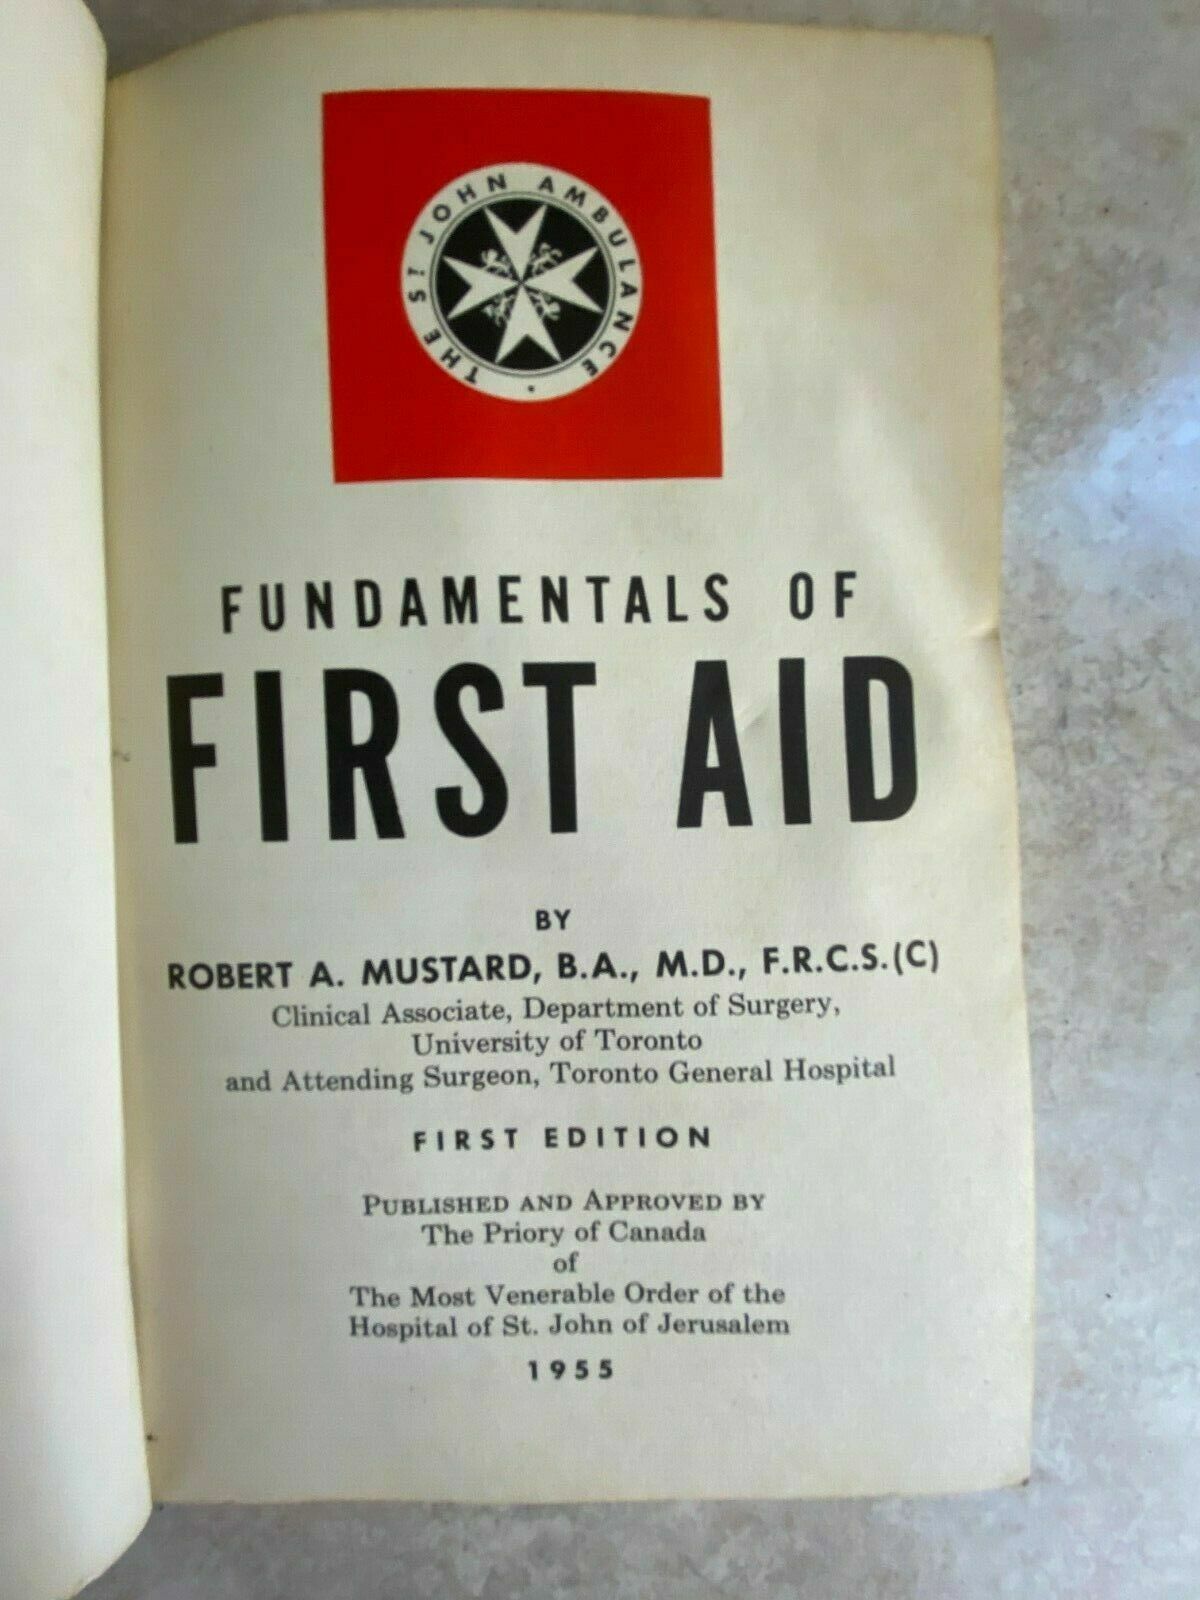 THE ST JOHN AMBULANCE •
FUNDAMENTALS OF
FIRST AID
BY
ROBERT A. MUSTARD, B.A., M.D., F.R.C.S.(C)
Clinical Associate, Department of Surgery,
University of Toronto
and Attending Surgeon, Toronto General Hospital
FIRST EDITION
PUBLISHED AND APPROVED BY
The Priory of Canada
of
The Most Venerable Order of the
Hospital of St. John of Jerusalem
1955